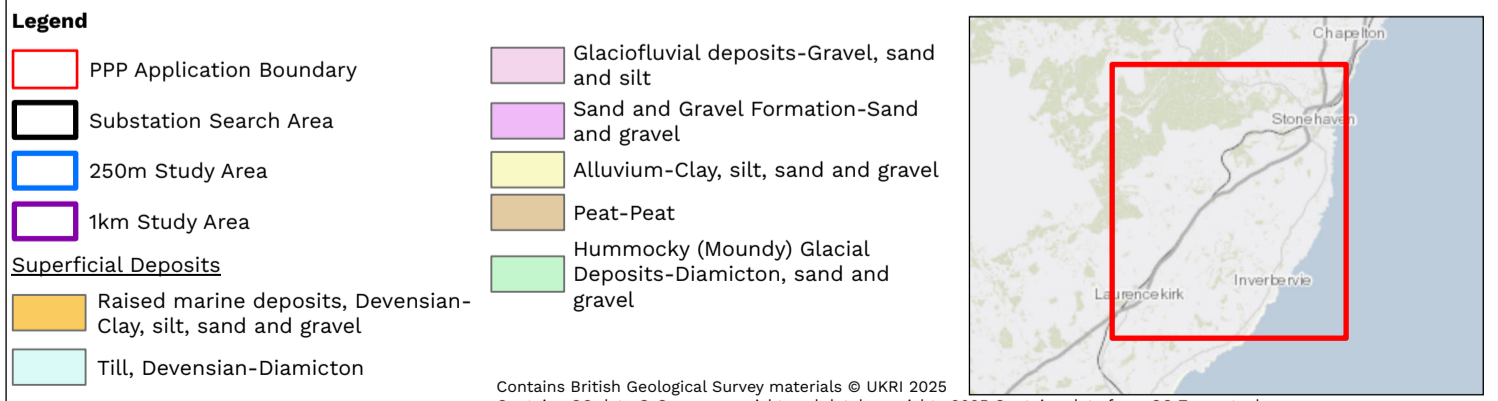 Legend
PPP Application Boundary
Substation Search Area
250m Study Area
1km Study Area
Superficial Deposits
Raised marine deposits, Devensian-
Clay, silt, sand and gravel
Till, Devensian-Diamicton
Glaciofluvial deposits-Gravel, sand
and silt
Sand and Gravel Formation-Sand
and gravel
Alluvium-Clay, silt, sand and gravel
Peat-Peat
Hummocky (Moundy) Glacial
Deposits-Diamicton, sand and
gravel
Contains British Geological Survey materials © UKRI 2025
Chapelton
Stonehaven
Inverbervie
Laurencekirk